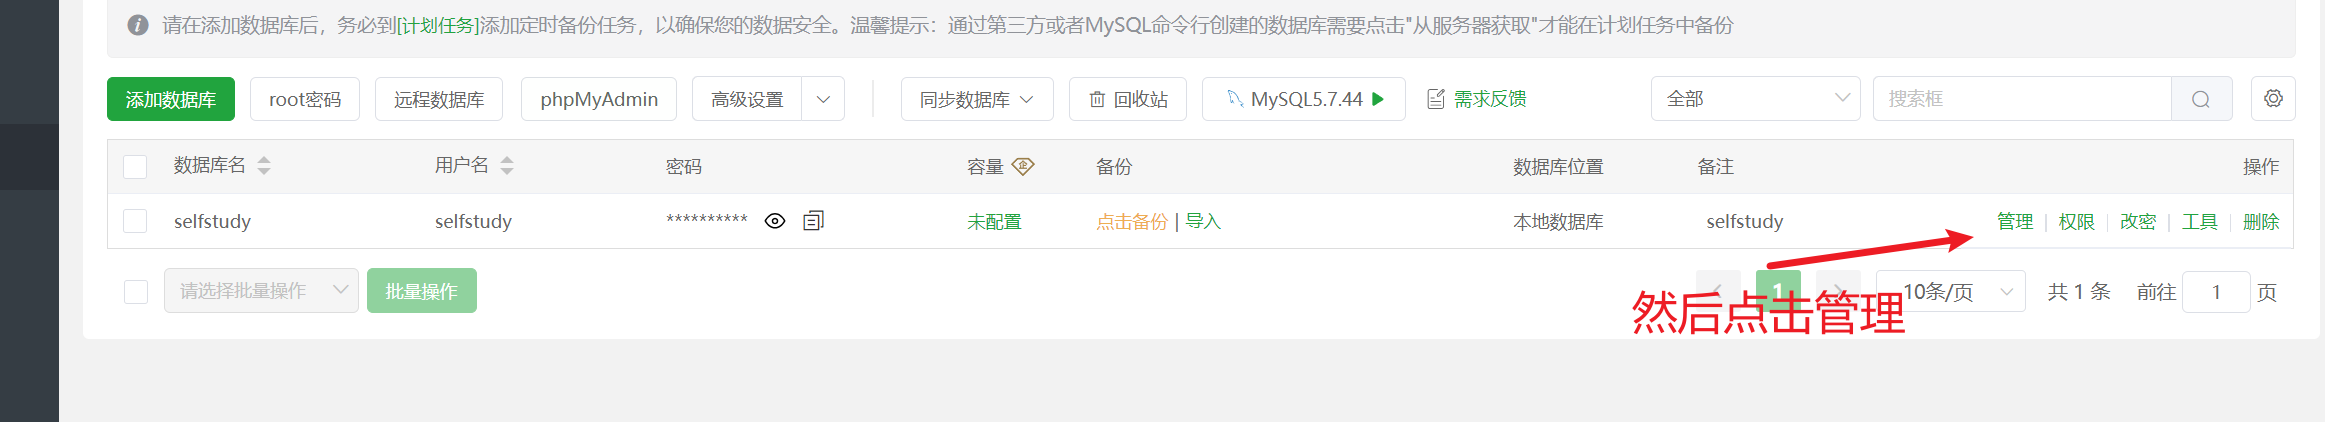 请在添加数据库后，务必到[计划任务]添加定时备份任务，以确保您的数据安全。温馨提示：通过第三方或者MySQL命令行创建的数据库需要点击"从服务器获取"才能在计划任务中备份
添加数据库 root密码 远程数据库 phpMyAdmin 高级设置 同步数据库 回收站 MySQL5.7.44 需求反馈 全部 搜索框
数据库名 用户名 密码 容量 企 备份 数据库位置 备注 操作
selfstudy selfstudy ********** 未配置 点击备份 | 导入 本地数据库 selfstudy 管理 | 权限 | 改密 | 工具 | 删除
请选择批量操作 批量操作 1 10条/页 共 1 条 前往 1 页
然后点击管理